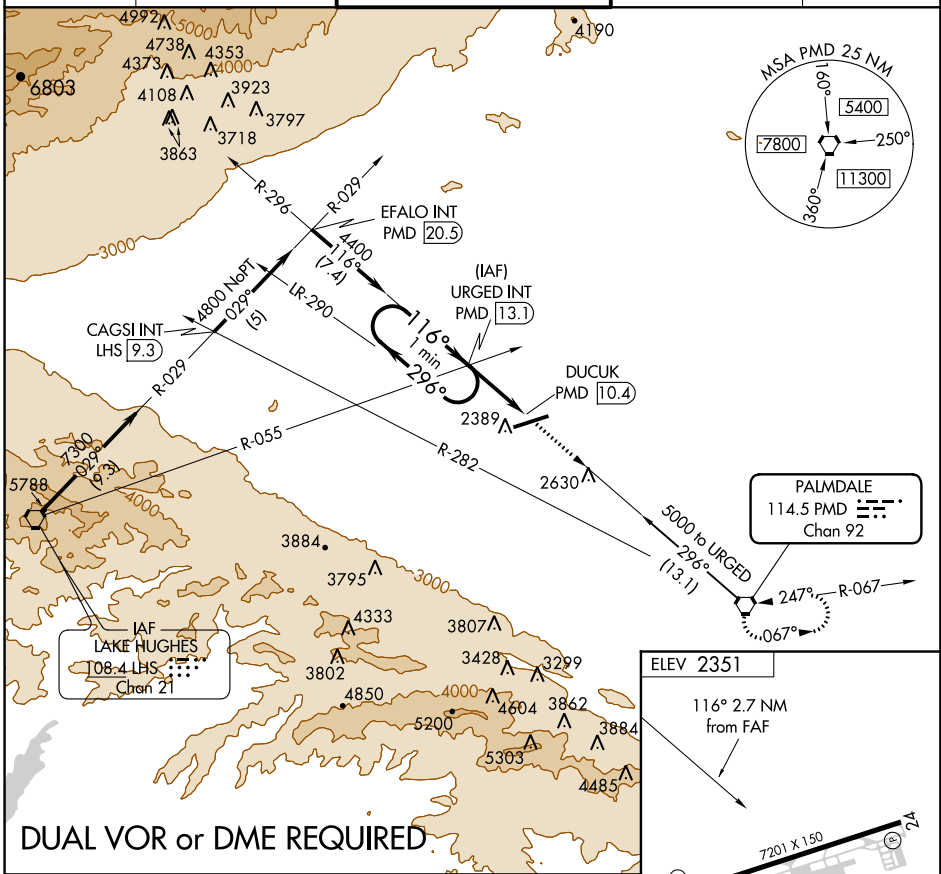 4992
5000
4738
4353
4373
4000
6803
4108
3923
3797
3863
3718
4190
MSA PMD 25 NM
160°
5400
7800
250°
11300
360°
3000
R-296
R-029
EFALO INT
PMD 20.5
4400
116°
(7.4)
(IAF)
URGED INT
PMD 13.1
4800 NoPT
029°
(5)
LR-290
CAGSI INT
LHS 9.3
116°
1 min
296°
DUCUK
PMD 10.4
R-029
2389
R-055
R-282
2630
7300
029°
(9.3)
5788
4000
PALMDALE
114.5 PMD
Chan 92
5000 to URGED
296°
(13.1)
247°
R-067
067°
3884
3795
3000
IAF
LAKE HUGHES
108.4 LHS
Chan 21
4333
3802
3807
3428
3299
4850
4000
4604
3862
5200
5303
3884
4485
ELEV 2351
116° 2.7 NM
from FAF
7201 X 150
24
P
DUAL VOR or DME REQUIRED